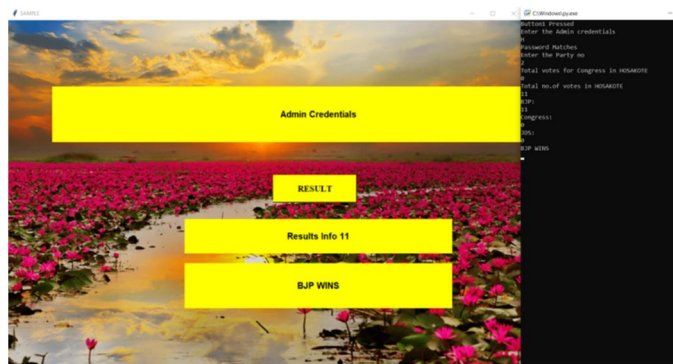 SAMPLE
Admin Credentials
RESULT
Results Info 11
BJP WINS
C:\Windows\py.exe
Button1 Pressed
Enter the Admin credentials
H
Password Matches
Enter the Party no
2
Total votes for Congress in HOSAKOTE
0
Total no.of votes in HOSAKOTE
11
BJP:
11
Congress:
0
JDS:
0
BJP WINS